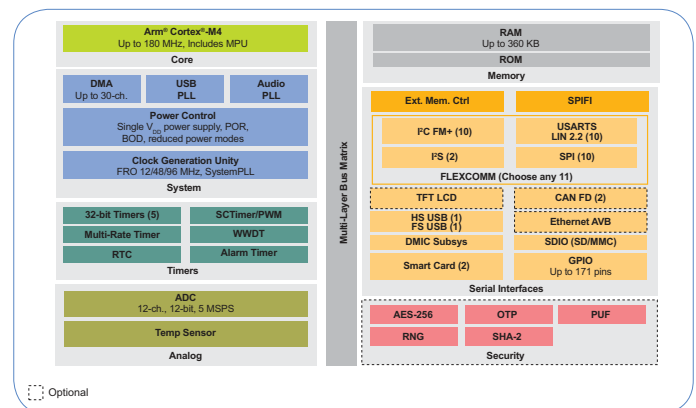 Arm® Cortex®-M4
Up to 180 MHz, Includes MPU
Core
DMA
Up to 30-ch.
USB
PLL
Audio
PLL
Power Control
Single VDD power supply, POR,
BOD, reduced power modes
Clock Generation Unity
FRO 12/48/96 MHz, SystemPLL
System
32-bit Timers (5)
SCTimer/PWM
Multi-Rate Timer
WWDT
RTC
Alarm Timer
Timers
ADC
12-ch., 12-bit, 5 MSPS
Temp Sensor
Analog
Multi-Layer Bus Matrix
RAM
Up to 360 KB
ROM
Memory
Ext. Mem. Ctrl
SPIFI
I²C FM+ (10)
USARTS
LIN 2.2 (10)
I²S (2)
SPI (10)
FLEXCOMM (Choose any 11)
TFT LCD
CAN FD (2)
HS USB (1)
FS USB (1)
Ethernet AVB
DMIC Subsys
SDIO (SD/MMC)
Smart Card (2)
GPIO
Up to 171 pins
Serial Interfaces
AES-256
OTP
PUF
RNG
SHA-2
Security
Optional